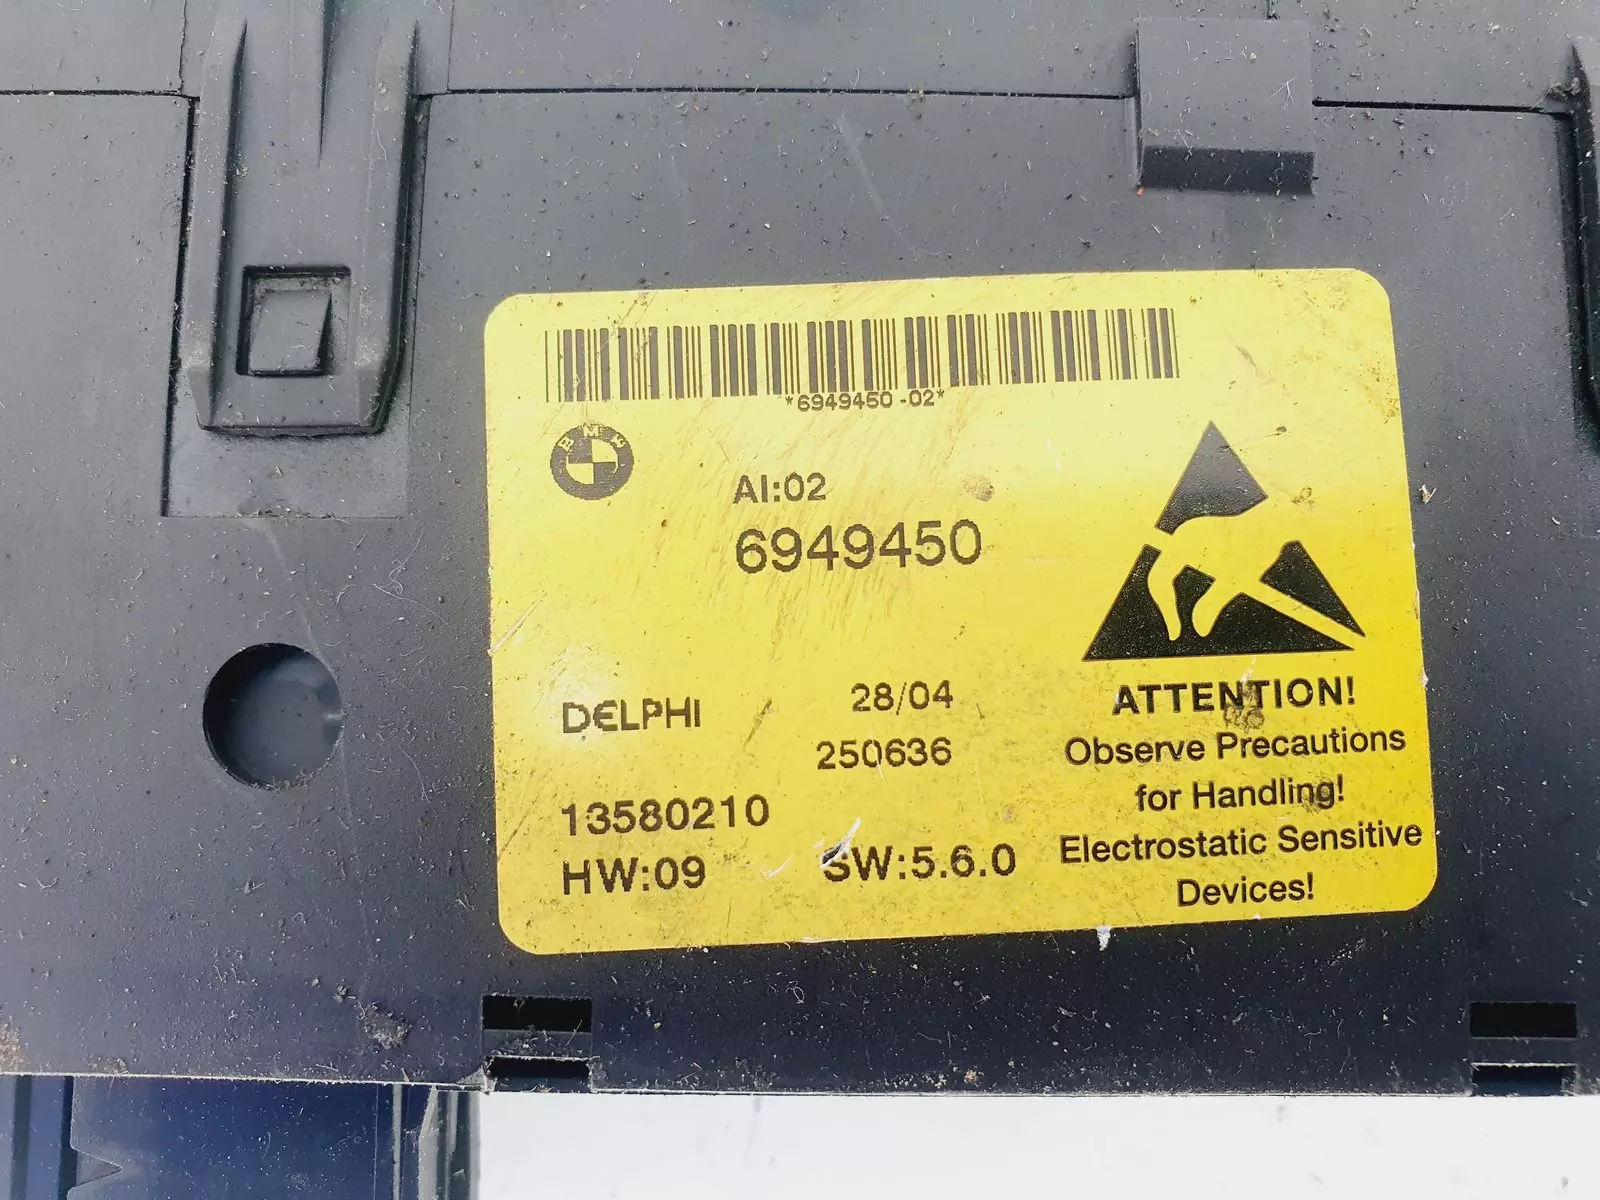 *6949450-02*
BMW
AI:02
6949450
DELPHI 28/04
250636
13580210
HW:09 SW:5.6.0
ATTENTION!
Observe Precautions
for Handling!
Electrostatic Sensitive
Devices!